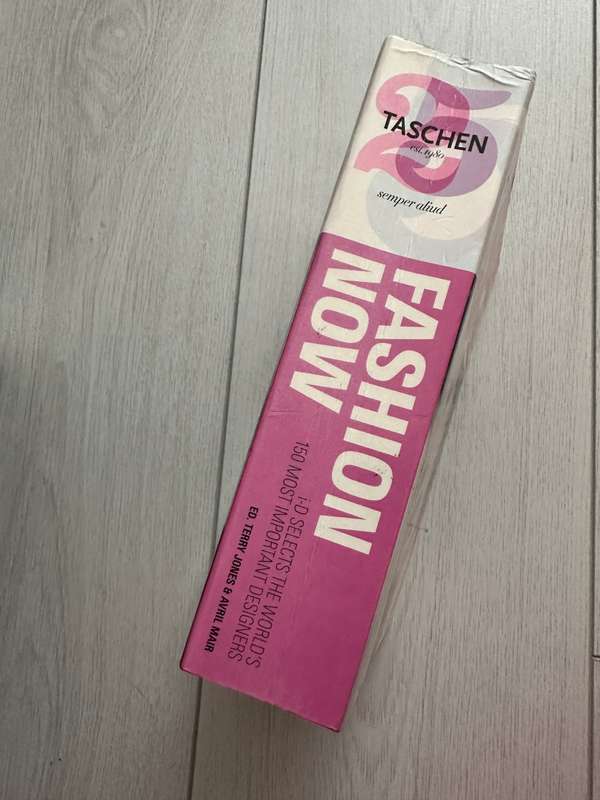 25
TASCHEN
est. 1980
semper aliud
FASHION
NOW
i-D SELECTS THE WORLD'S
150 MOST IMPORTANT DESIGNERS
ED. TERRY JONES & AVRIL MAIR